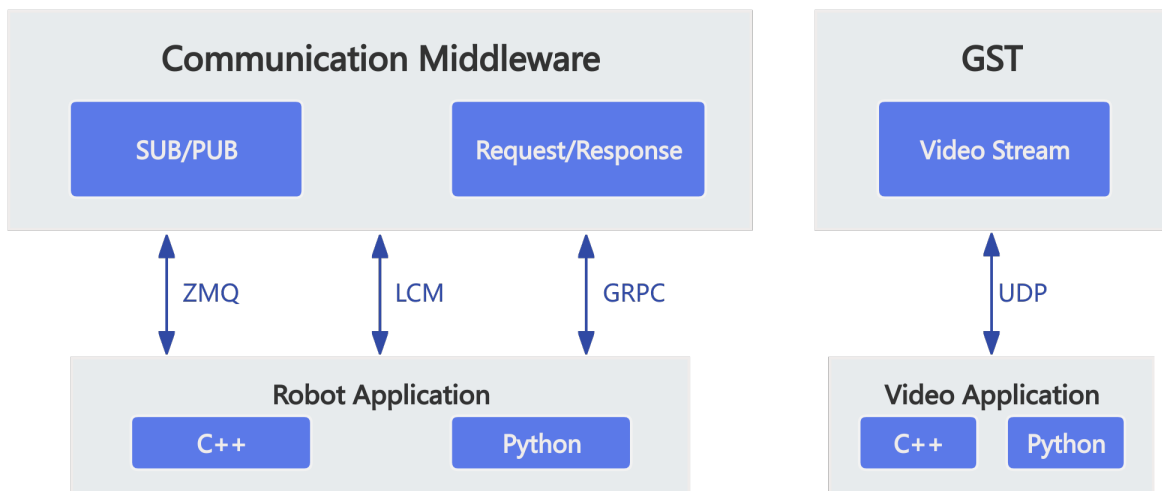 Communication Middleware
SUB/PUB
Request/Response
ZMQ
LCM
GRPC
Robot Application
C++
Python
GST
Video Stream
UDP
Video Application
C++
Python